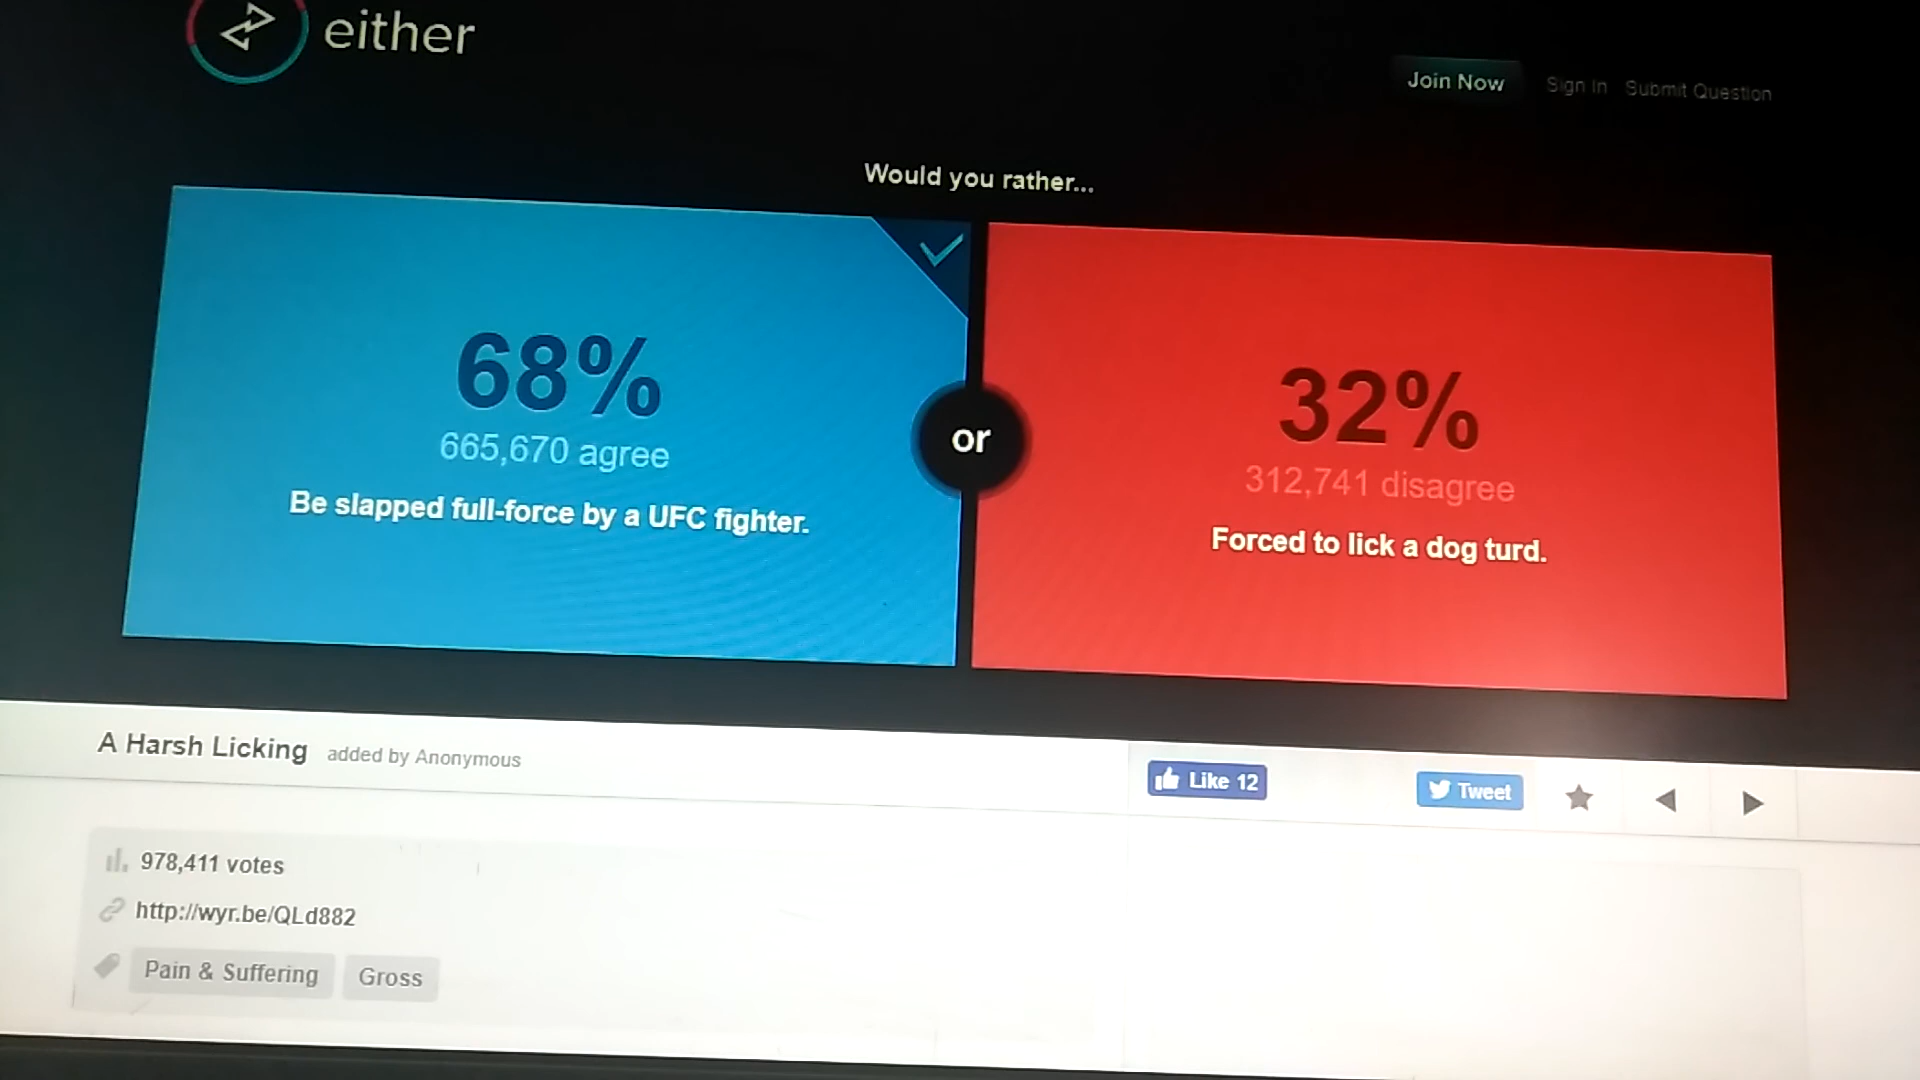 either
Join Now Sign In Submit Question
Would you rather...
68%
665,670 agree
Be slapped full-force by a UFC fighter.
or
32%
312,741 disagree
Forced to lick a dog turd.
A Harsh Licking added by Anonymous
Like 12
Tweet
978,411 votes
http://wyr.be/QLd882
Pain & Suffering Gross